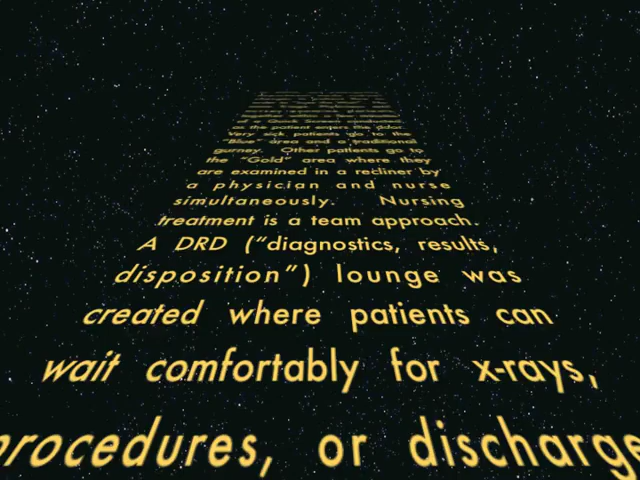 of a Quick Screen conducted
as the patient enters the door.
Very sick patients go to the
"Blue" area and a traditional
gurney. Other patients go to
the "Gold" area where they
are examined in a recliner by
a physician and nurse
simultaneously. Nursing
treatment is a team approach.
A DRD ("diagnostics, results,
disposition") lounge was
created where patients can
wait comfortably for x-rays,
procedures, or discharge